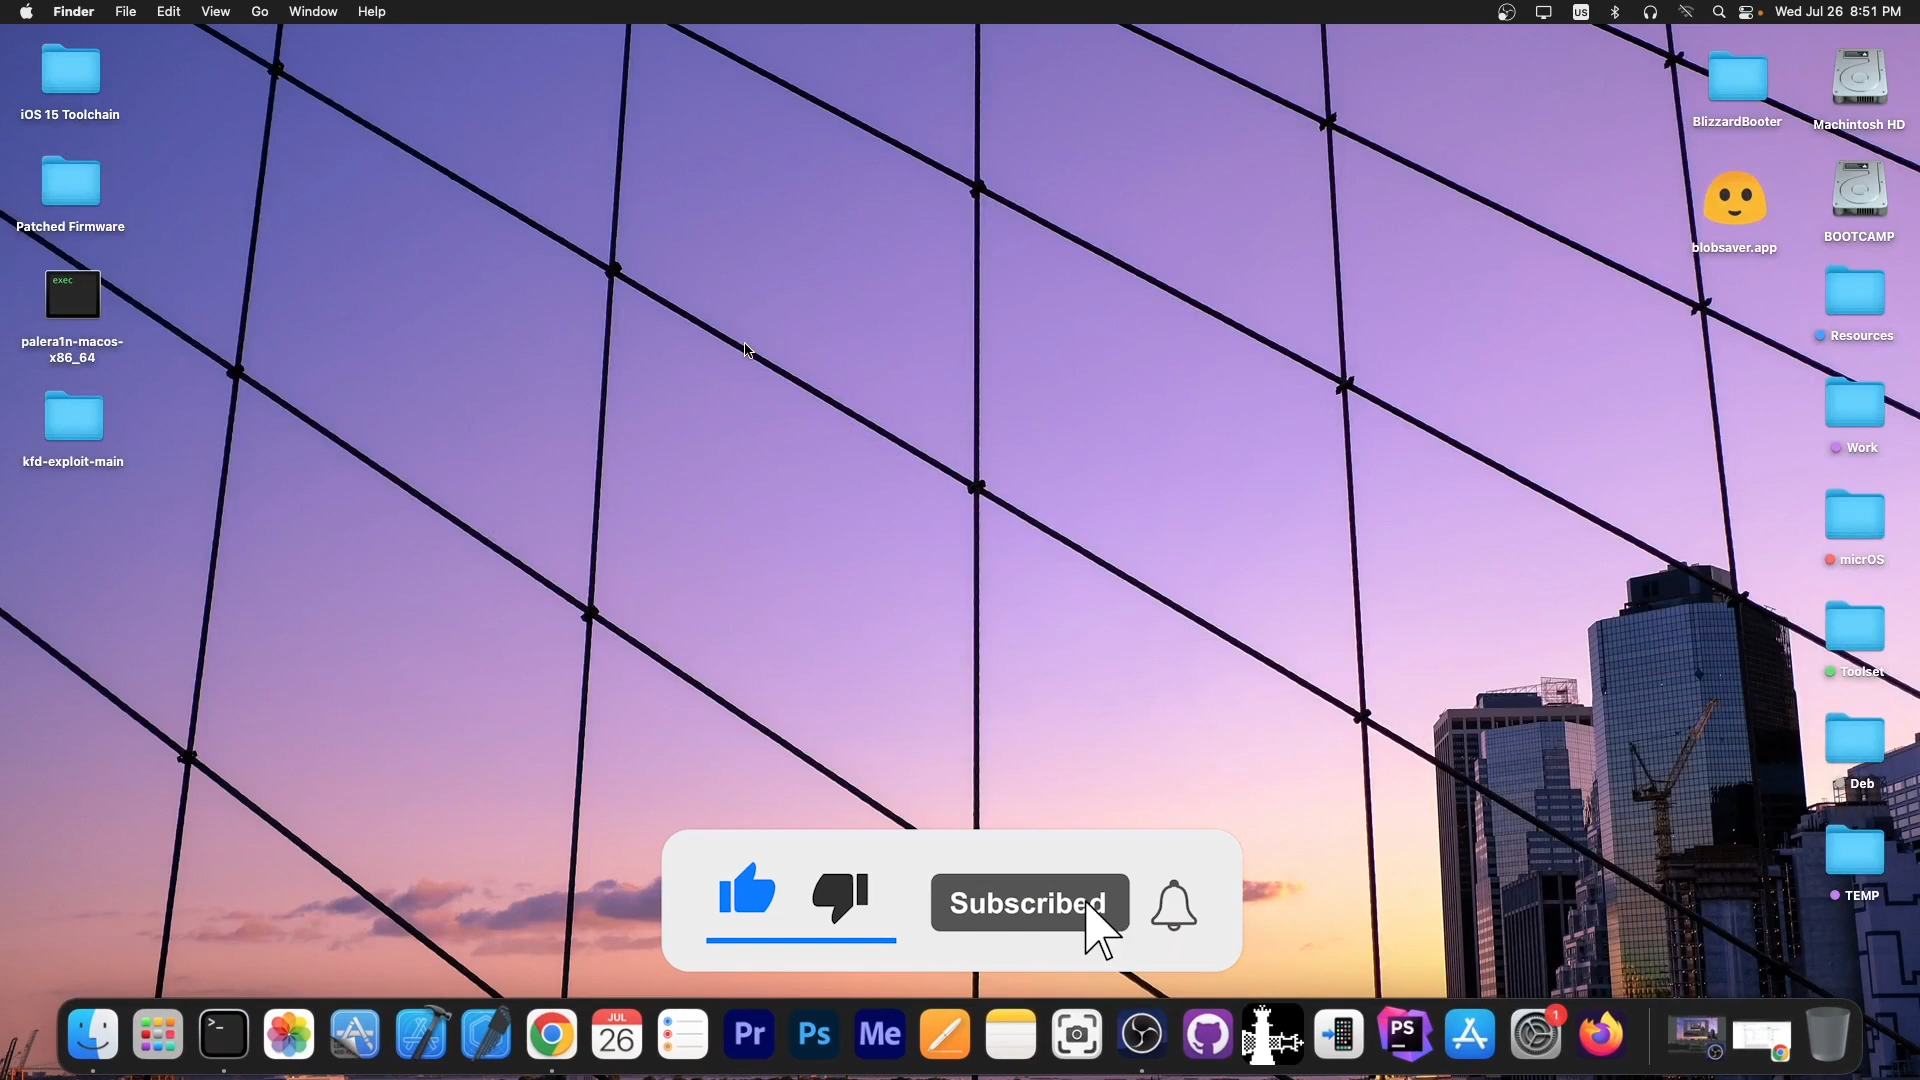 Finder File Edit View Go Window Help
US
Wed Jul 26 8:51 PM
iOS 15 Toolchain
Patched Firmware
exec
palera1n-macos-
x86_64
kfd-exploit-main
BlizzardBooter
Machintosh HD
blobsaver.app
BOOTCAMP
Resources
Work
micrOS
Toolset
Deb
TEMP
Subscribed
>_
JUL
26
Pr
Ps
Me
PS
1